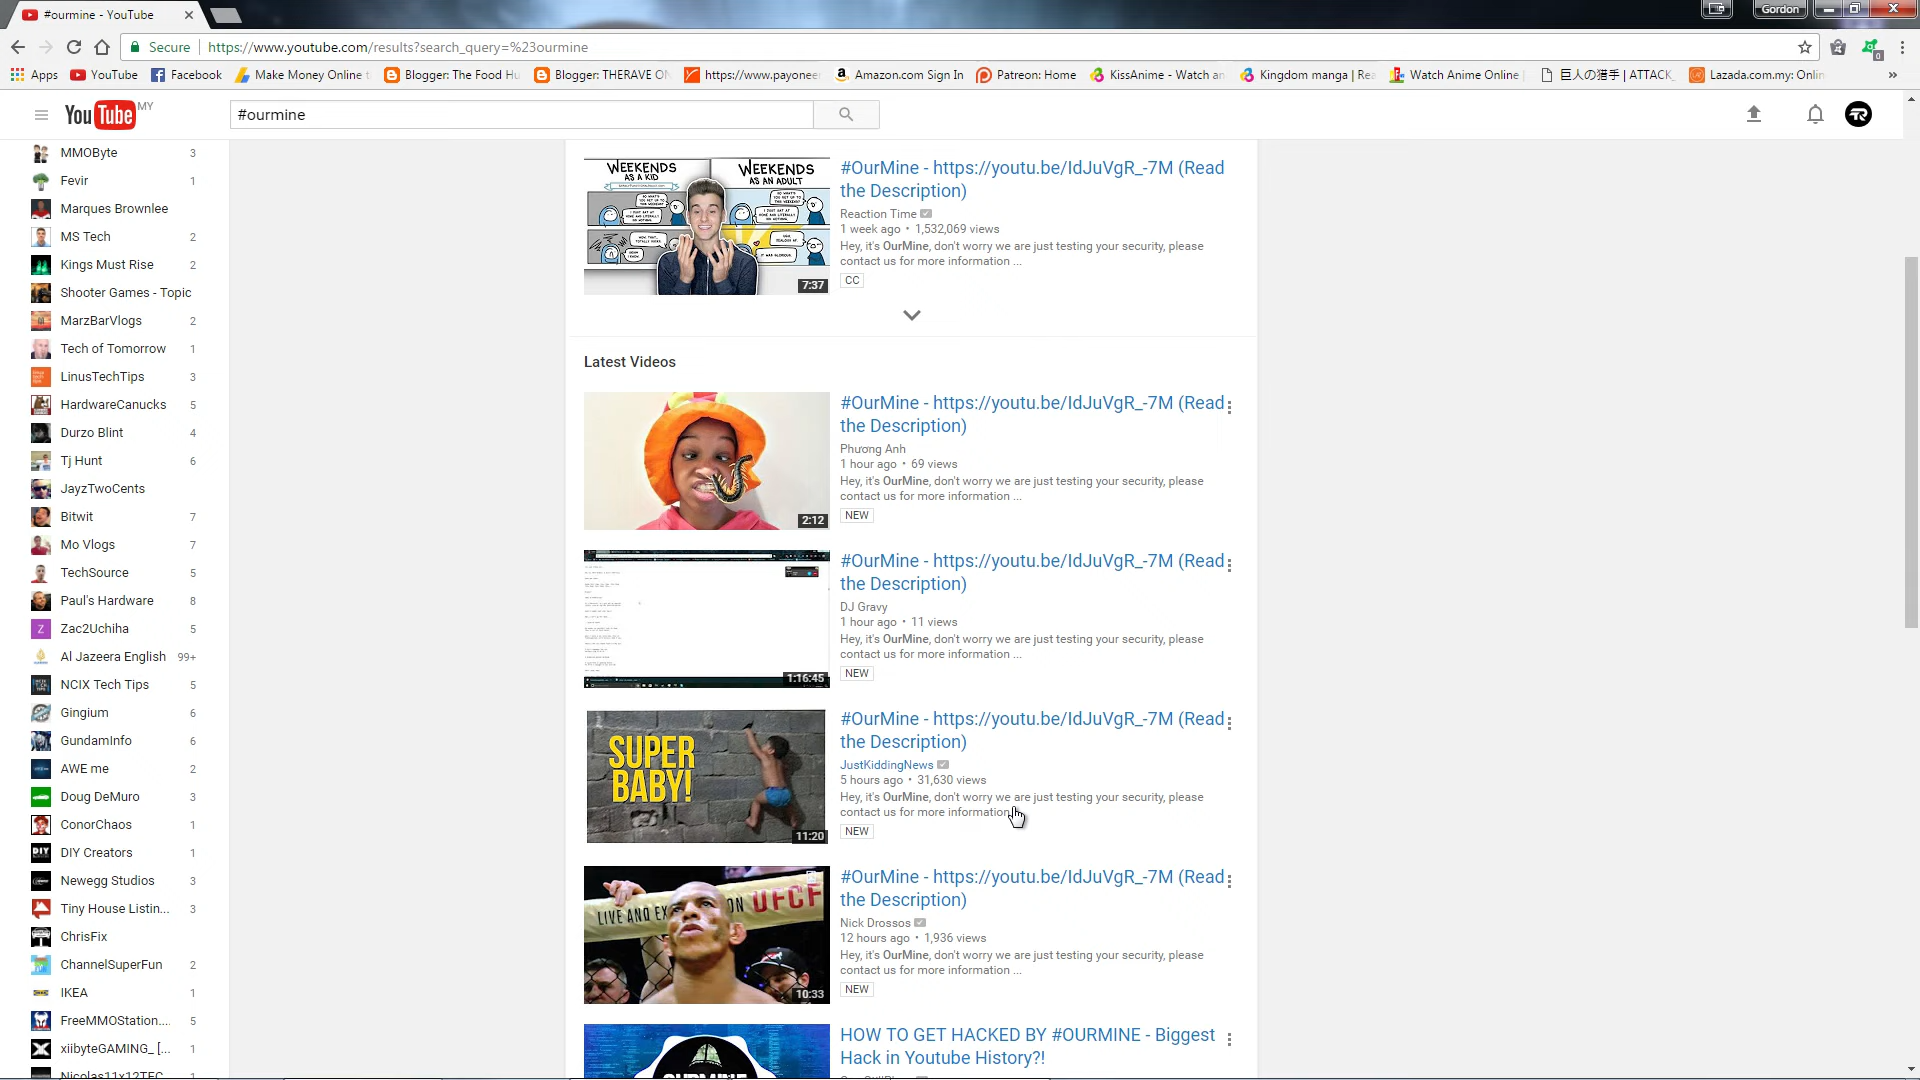 #ourmine - YouTube
Gordon
Secure
https://www.youtube.com/results?search_query=%23ourmine
Apps
YouTube
Facebook
Make Money Online
Blogger: The Food Hu
Blogger: THERAVE ON
https://www.payonee
Amazon.com Sign In
Patreon: Home
KissAnime - Watch an
Kingdom manga | Rea
Watch Anime Online
巨人の猎手 | ATTACK
Lazada.com.my: Onlin
YouTube MY
#ourmine
MMOByte 3
Fevir 1
Marques Brownlee
MS Tech 2
Kings Must Rise 2
Shooter Games - Topic
MarzBarVlogs 2
Tech of Tomorrow 1
LinusTechTips 3
HardwareCanucks 5
Durzo Blint 4
Tj Hunt 6
JayzTwoCents
Bitwit 7
Mo Vlogs 7
TechSource 5
Paul's Hardware 8
Z Zac2Uchiha 5
Al Jazeera English 99+
NCIX Tech Tips 5
Gingium 6
GundamInfo 6
AWE me 2
Doug DeMuro 3
ConorChaos 1
DIY Creators 1
Newegg Studios 3
Tiny House Listin... 3
ChrisFix
ChannelSuperFun 2
IKEA 1
FreeMMOStation.... 5
xiibyteGAMING_ [... 1
Nicolas11x12TEC 1
WEEKENDS AS A KID
WEEKENDS AS AN ADULT
7:37
#OurMine - https://youtu.be/IdJuVgR_-7M (Read
the Description)
Reaction Time
1 week ago • 1,532,069 views
Hey, it's OurMine, don't worry we are just testing your security, please
contact us for more information ...
CC
Latest Videos
2:12
#OurMine - https://youtu.be/IdJuVgR_-7M (Read
the Description)
Phương Anh
1 hour ago • 69 views
Hey, it's OurMine, don't worry we are just testing your security, please
contact us for more information ...
NEW
1:16:45
#OurMine - https://youtu.be/IdJuVgR_-7M (Read
the Description)
DJ Gravy
1 hour ago • 11 views
Hey, it's OurMine, don't worry we are just testing your security, please
contact us for more information ...
NEW
SUPER
BABY!
11:20
#OurMine - https://youtu.be/IdJuVgR_-7M (Read
the Description)
JustKiddingNews
5 hours ago • 31,630 views
Hey, it's OurMine, don't worry we are just testing your security, please
contact us for more information
NEW
LIVE AND EX ON UFC F
10:33
#OurMine - https://youtu.be/IdJuVgR_-7M (Read
the Description)
Nick Drossos
12 hours ago • 1,936 views
Hey, it's OurMine, don't worry we are just testing your security, please
contact us for more information ...
NEW
OURMINE
HOW TO GET HACKED BY #OURMINE - Biggest
Hack in Youtube History?!